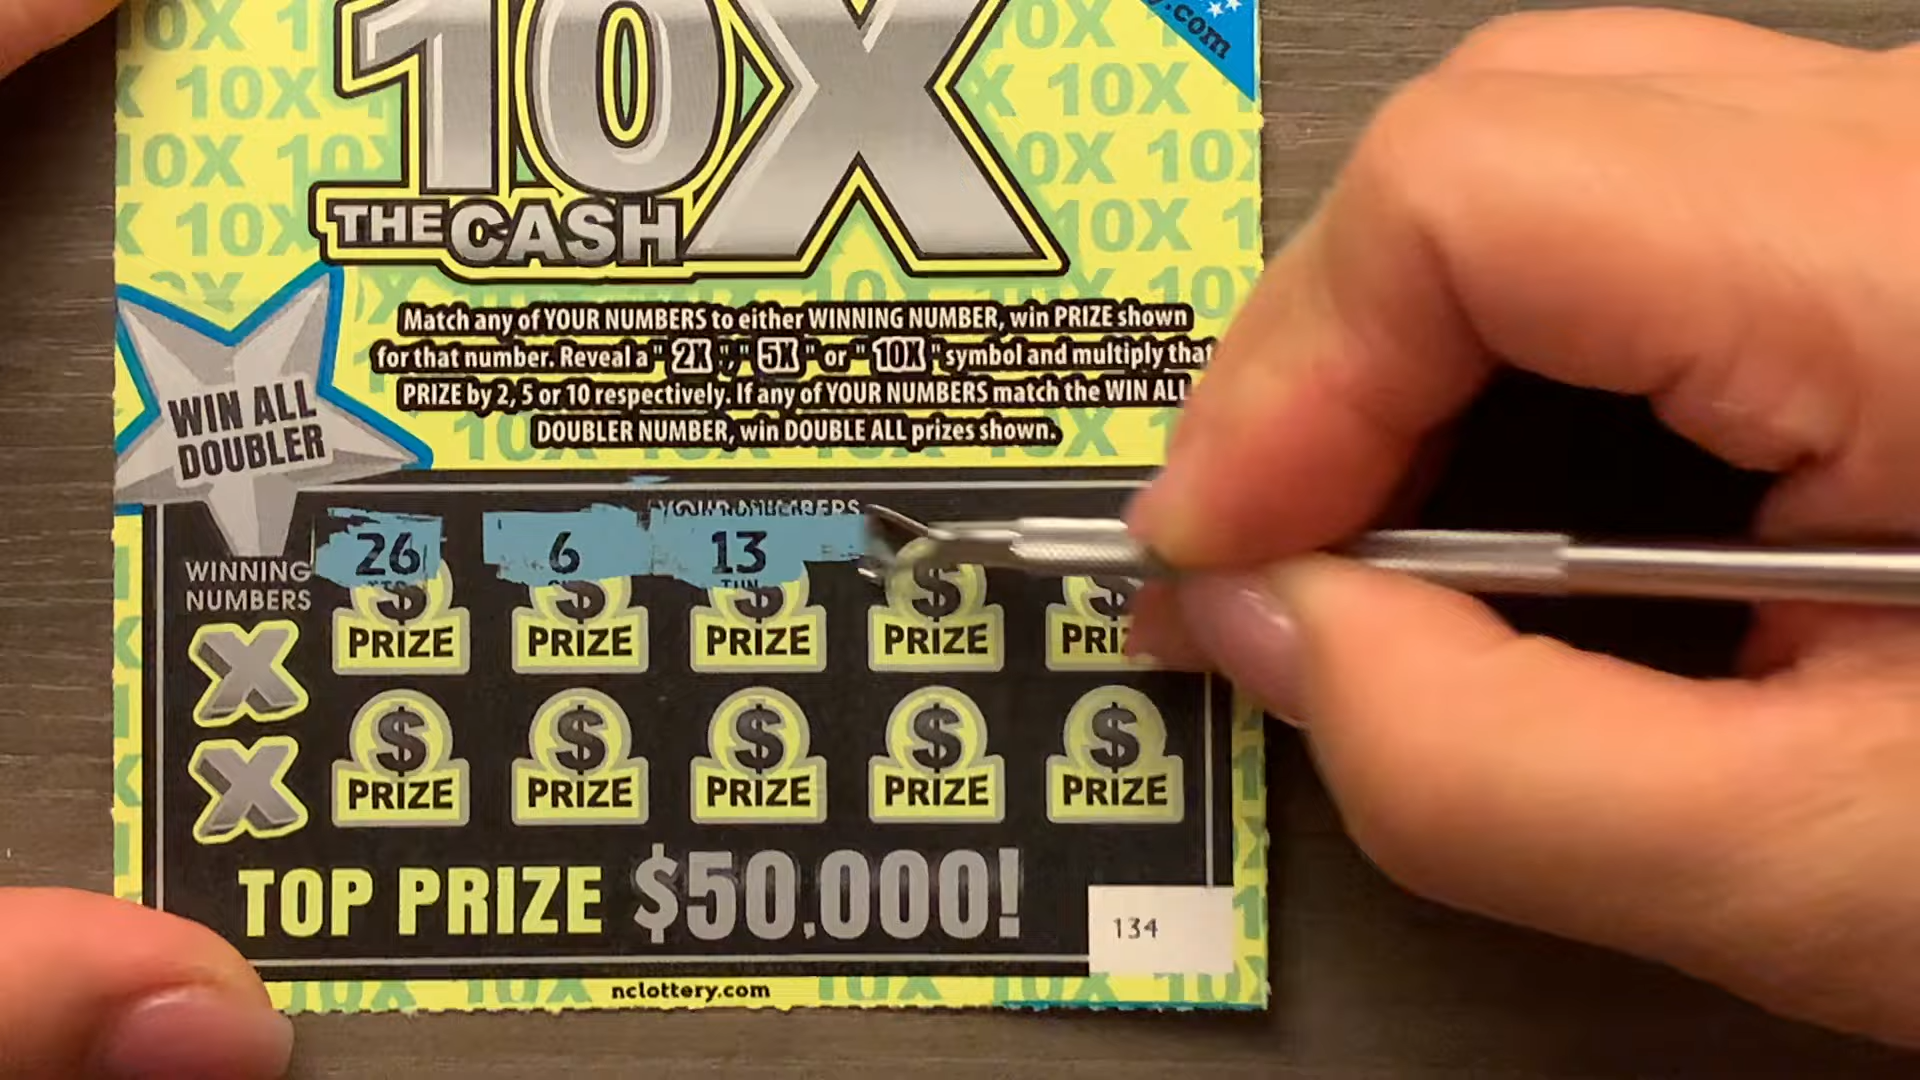 10X
THE CASH
.com
Match any of YOUR NUMBERS to either WINNING NUMBER, win PRIZE shown
for that number. Reveal a " 2X ", " 5X " or " 10X " symbol and multiply that
PRIZE by 2, 5 or 10 respectively. If any of YOUR NUMBERS match the WIN ALL
DOUBLER NUMBER, win DOUBLE ALL prizes shown.
WIN ALL
DOUBLER
YOUR NUMBERS
26 6 13
WINNING
NUMBERS
$ $ $ $ $
PRIZE PRIZE PRIZE PRIZE PRI
X
$ $ $ $ $
PRIZE PRIZE PRIZE PRIZE PRIZE
X
TOP PRIZE $50,000!
134
nclottery.com